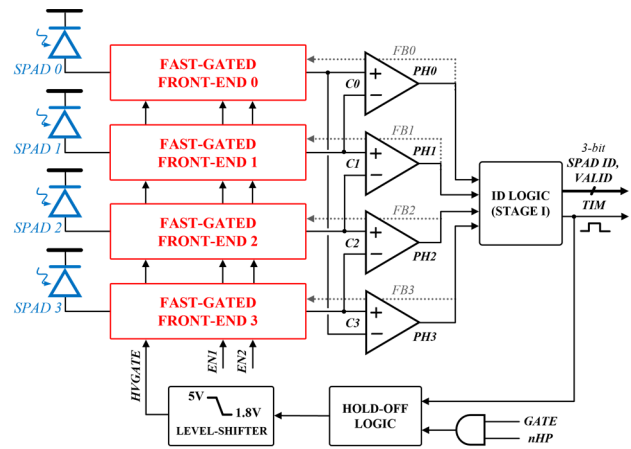 SPAD 0
FAST-GATED
FRONT-END 0
FB0
PH0
C0
+
−
SPAD 1
FAST-GATED
FRONT-END 1
FB1
PH1
C1
+
−
3-bit
SPAD ID,
VALID
TIM
ID LOGIC
(STAGE I)
SPAD 2
FAST-GATED
FRONT-END 2
FB2
PH2
C2
+
−
SPAD 3
FAST-GATED
FRONT-END 3
FB3
PH3
C3
+
−
HVGATE
EN1
EN2
5V
1.8V
LEVEL-SHIFTER
HOLD-OFF
LOGIC
GATE
nHP